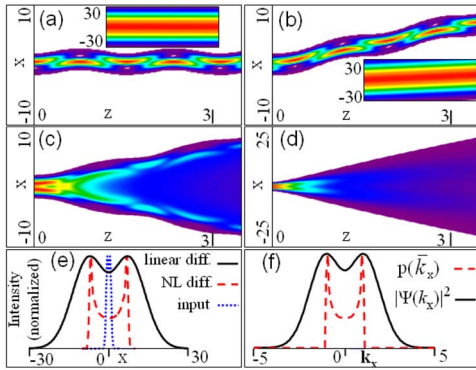 10 (a) 30 -30
X
-10 0 z 3
10 (b) 30 -30
X
-10 0 z 3
10 (c)
X
-10 0 z 3
25 (d)
X
-25 0 z 3
(e) linear diff.
NL diff.
input
Intensity
(normalized)
-30 0 x 30
(f) p(k̅x)
|Ψ(kx)|²
-5 0 kx 5